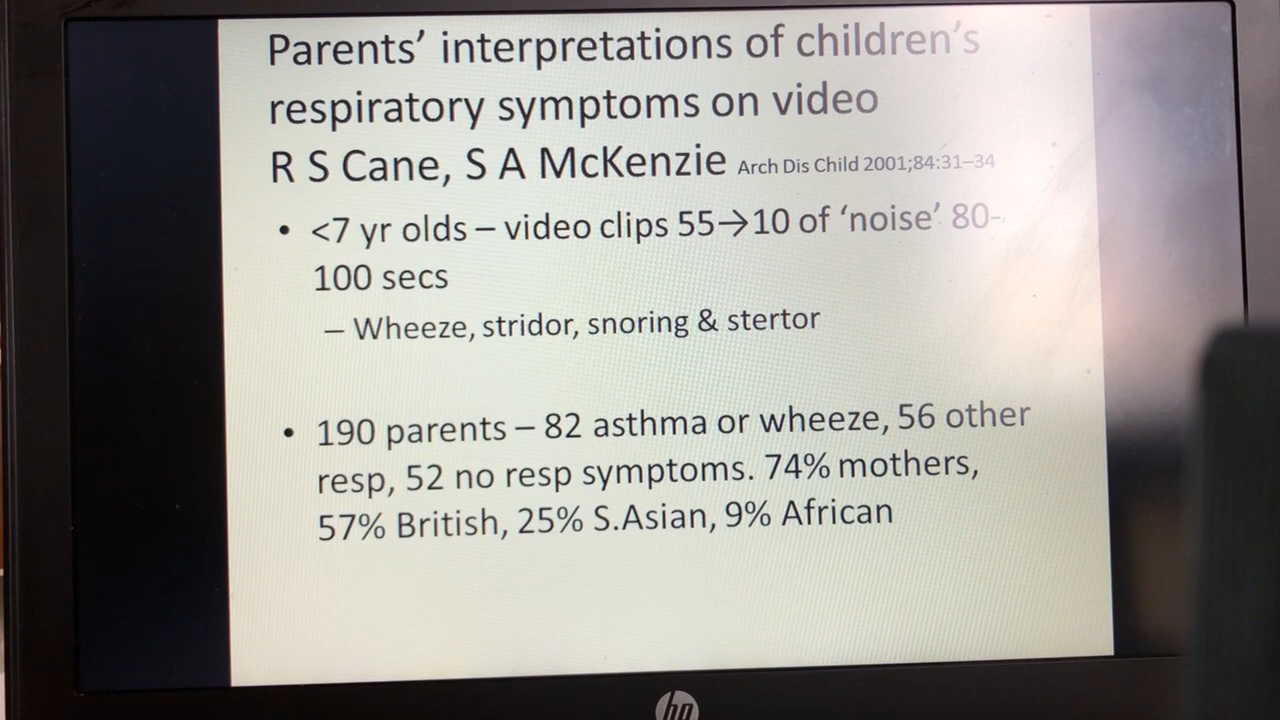 Parents’ interpretations of children’s
respiratory symptoms on video
R S Cane, S A McKenzie Arch Dis Child 2001;84:31–34
• <7 yr olds – video clips 55→10 of ‘noise’ 80-
100 secs
– Wheeze, stridor, snoring & stertor
• 190 parents – 82 asthma or wheeze, 56 other
resp, 52 no resp symptoms. 74% mothers,
57% British, 25% S.Asian, 9% African
hp